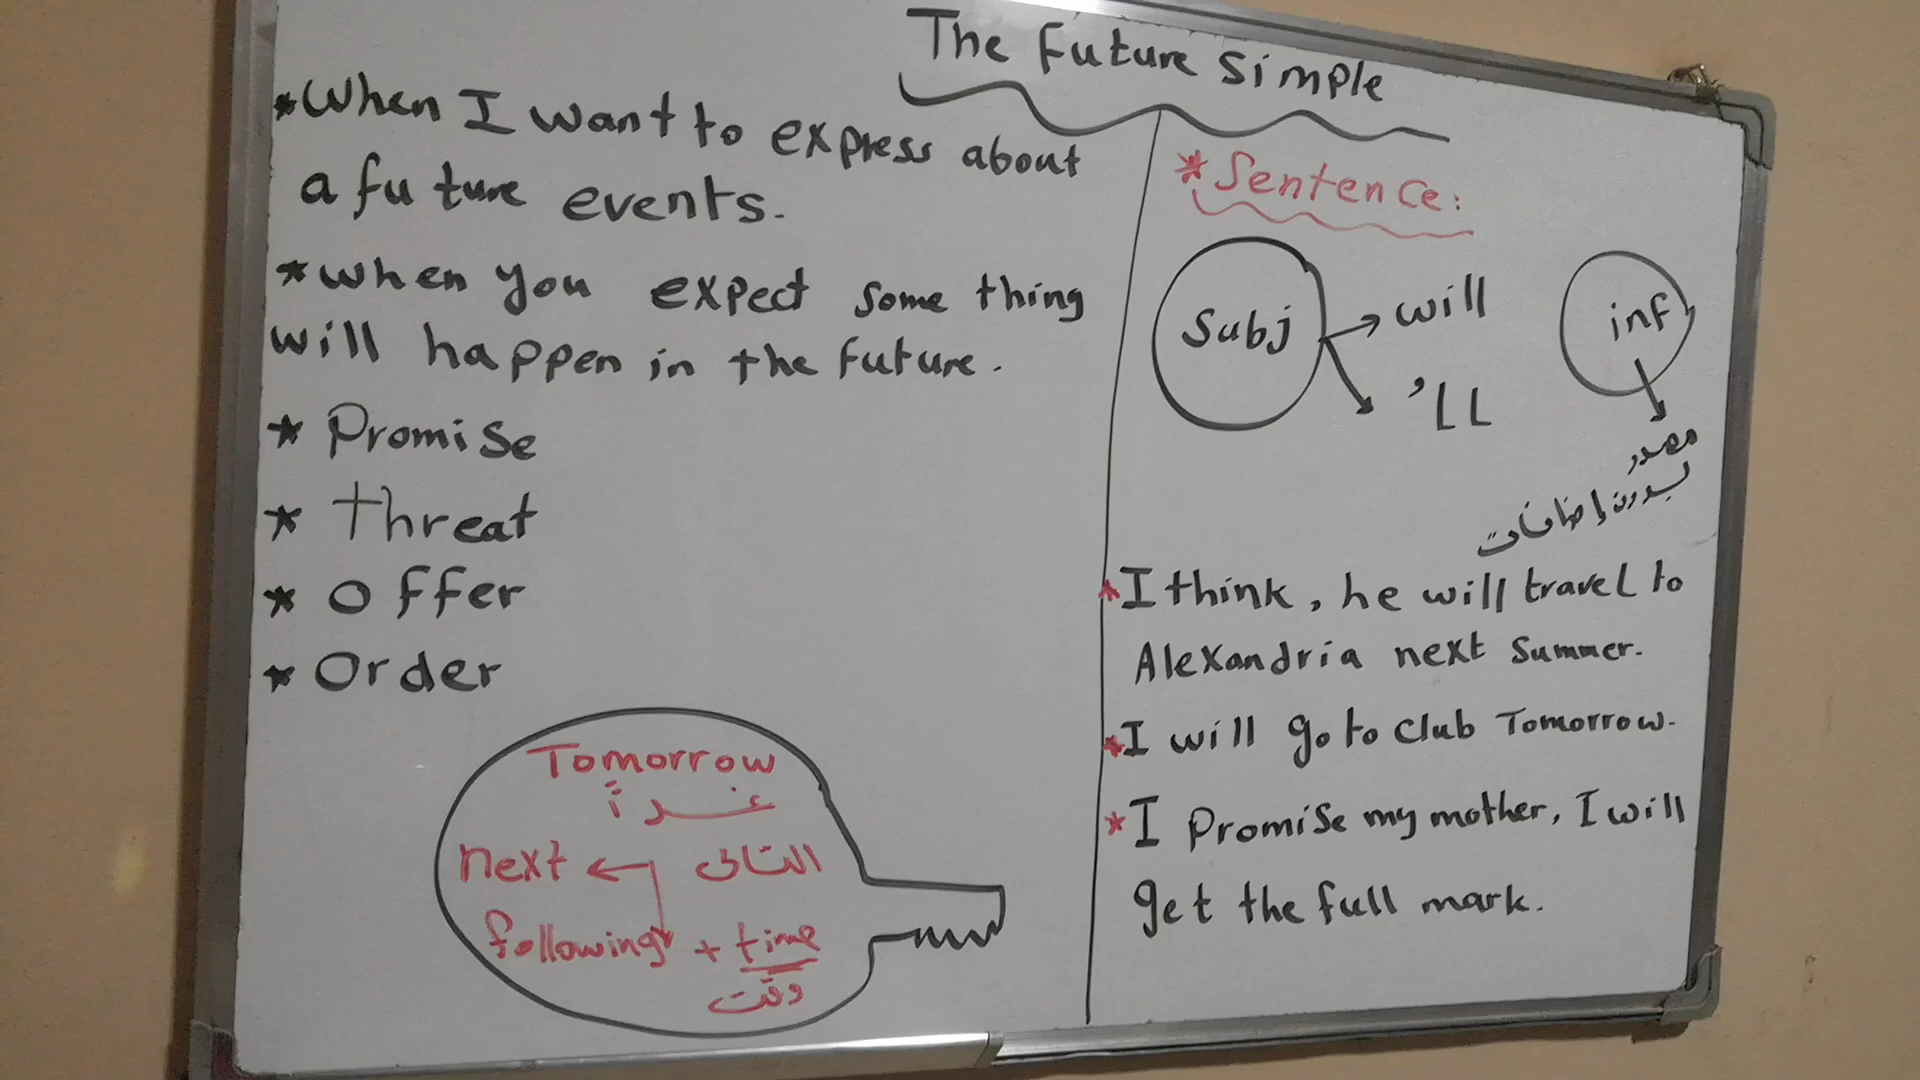 The Future Simple
*When I want to express about
a future events.
*when you expect some thing
will happen in the future.
* Promise
* Threat
* Offer
* Order
Tomorrow
غداً
next ← التالى
following + time
وقت
* Sentence:
Subj → will inf
'LL
مصدر
بدون إضافات
*I think, he will travel to
Alexandria next Summer.
*I will go to club Tomorrow.
*I Promise my mother, I will
get the full mark.